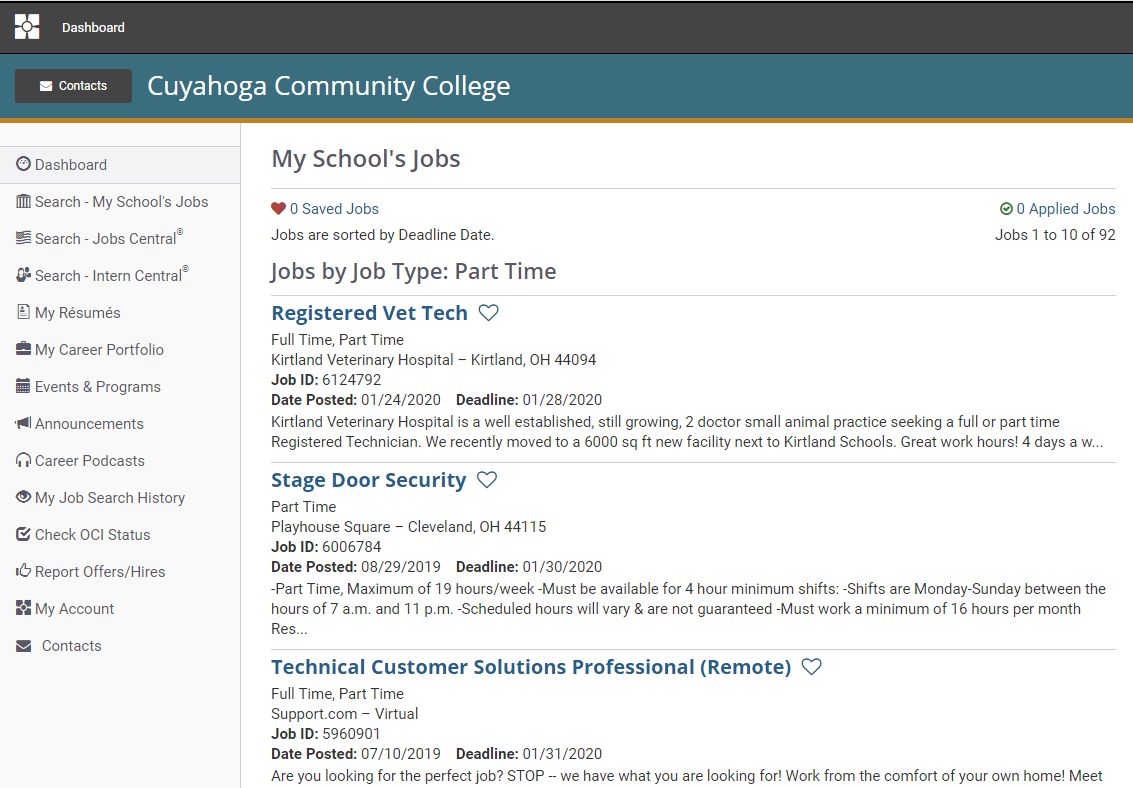 Dashboard
Contacts
Cuyahoga Community College
Dashboard
Search - My School's Jobs
Search - Jobs Central®
Search - Intern Central®
My Résumés
My Career Portfolio
Events & Programs
Announcements
Career Podcasts
My Job Search History
Check OCI Status
Report Offers/Hires
My Account
Contacts
My School's Jobs
0 Saved Jobs
0 Applied Jobs
Jobs are sorted by Deadline Date.
Jobs 1 to 10 of 92
Jobs by Job Type: Part Time
Registered Vet Tech
Full Time, Part Time
Kirtland Veterinary Hospital – Kirtland, OH 44094
Job ID: 6124792
Date Posted: 01/24/2020 Deadline: 01/28/2020
Kirtland Veterinary Hospital is a well established, still growing, 2 doctor small animal practice seeking a full or part time
Registered Technician. We recently moved to a 6000 sq ft new facility next to Kirtland Schools. Great work hours! 4 days a w...
Stage Door Security
Part Time
Playhouse Square – Cleveland, OH 44115
Job ID: 6006784
Date Posted: 08/29/2019 Deadline: 01/30/2020
-Part Time, Maximum of 19 hours/week -Must be available for 4 hour minimum shifts: -Shifts are Monday-Sunday between the
hours of 7 a.m. and 11 p.m. -Scheduled hours will vary & are not guaranteed -Must work a minimum of 16 hours per month
Res...
Technical Customer Solutions Professional (Remote)
Full Time, Part Time
Support.com – Virtual
Job ID: 5960901
Date Posted: 07/10/2019 Deadline: 01/31/2020
Are you looking for the perfect job? STOP -- we have what you are looking for! Work from the comfort of your own home! Meet